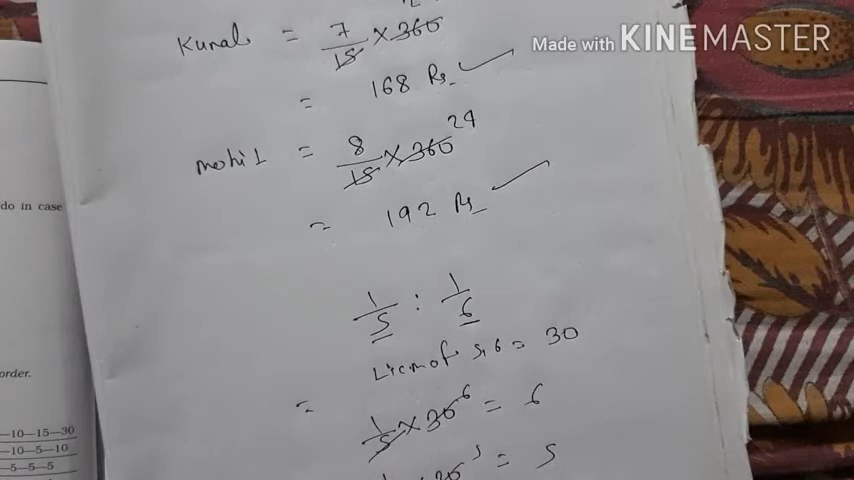 Made with KINEMASTER
Kunal = 7/15 × 360
= 168 Rs
mohit = 8/15 × 360 24
= 192 Rs
1/5 : 1/6
L.c.m of 5,6 = 30
= 1/5 × 30 6 = 6
5 = 5
do in case
order.
—10—15—30
—10—5—10
—5—5—5